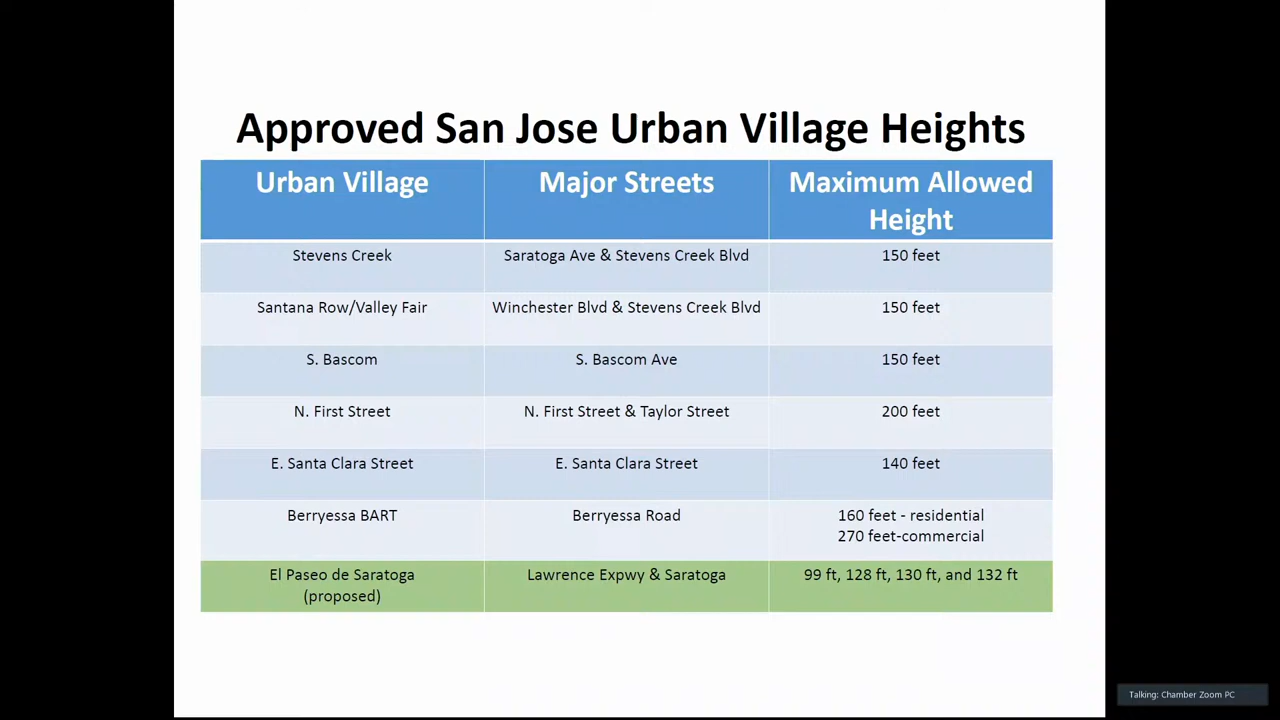 Approved San Jose Urban Village Heights
Urban Village
Major Streets
Maximum Allowed
Height
Stevens Creek
Saratoga Ave & Stevens Creek Blvd
150 feet
Santana Row/Valley Fair
Winchester Blvd & Stevens Creek Blvd
150 feet
S. Bascom
S. Bascom Ave
150 feet
N. First Street
N. First Street & Taylor Street
200 feet
E. Santa Clara Street
E. Santa Clara Street
140 feet
Berryessa BART
Berryessa Road
160 feet - residential
270 feet-commercial
El Paseo de Saratoga
(proposed)
Lawrence Expwy & Saratoga
99 ft, 128 ft, 130 ft, and 132 ft
Talking: Chamber Zoom PC